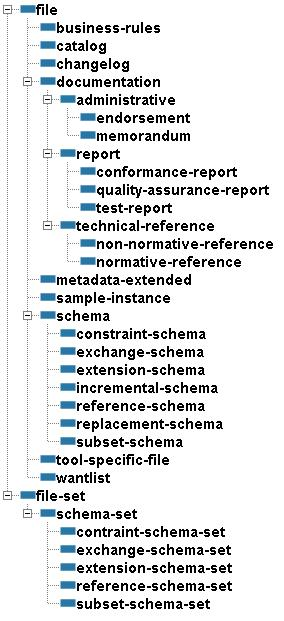 file
business-rules
catalog
changelog
documentation
administrative
endorsement
memorandum
report
conformance-report
quality-assurance-report
test-report
technical-reference
non-normative-reference
normative-reference
metadata-extended
sample-instance
schema
constraint-schema
exchange-schema
extension-schema
incremental-schema
reference-schema
replacement-schema
subset-schema
tool-specific-file
wantlist
file-set
schema-set
contraint-schema-set
exchange-schema-set
extension-schema-set
reference-schema-set
subset-schema-set